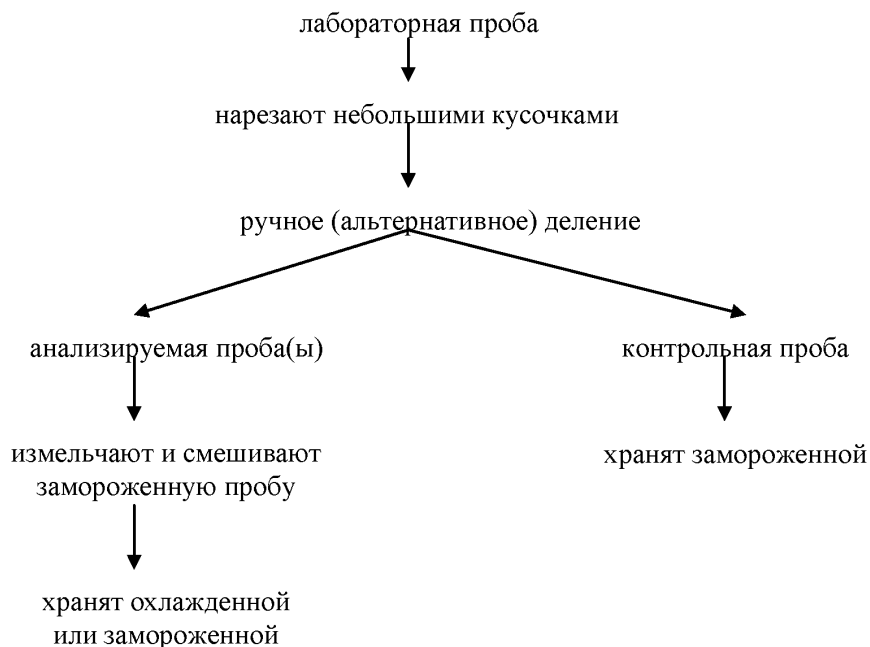 лабораторная проба
нарезают небольшими кусочками
ручное (альтернативное) деление
анализируемая проба(ы)
контрольная проба
измельчают и смешивают
замороженную пробу
хранят замороженной
хранят охлажденной
или замороженной